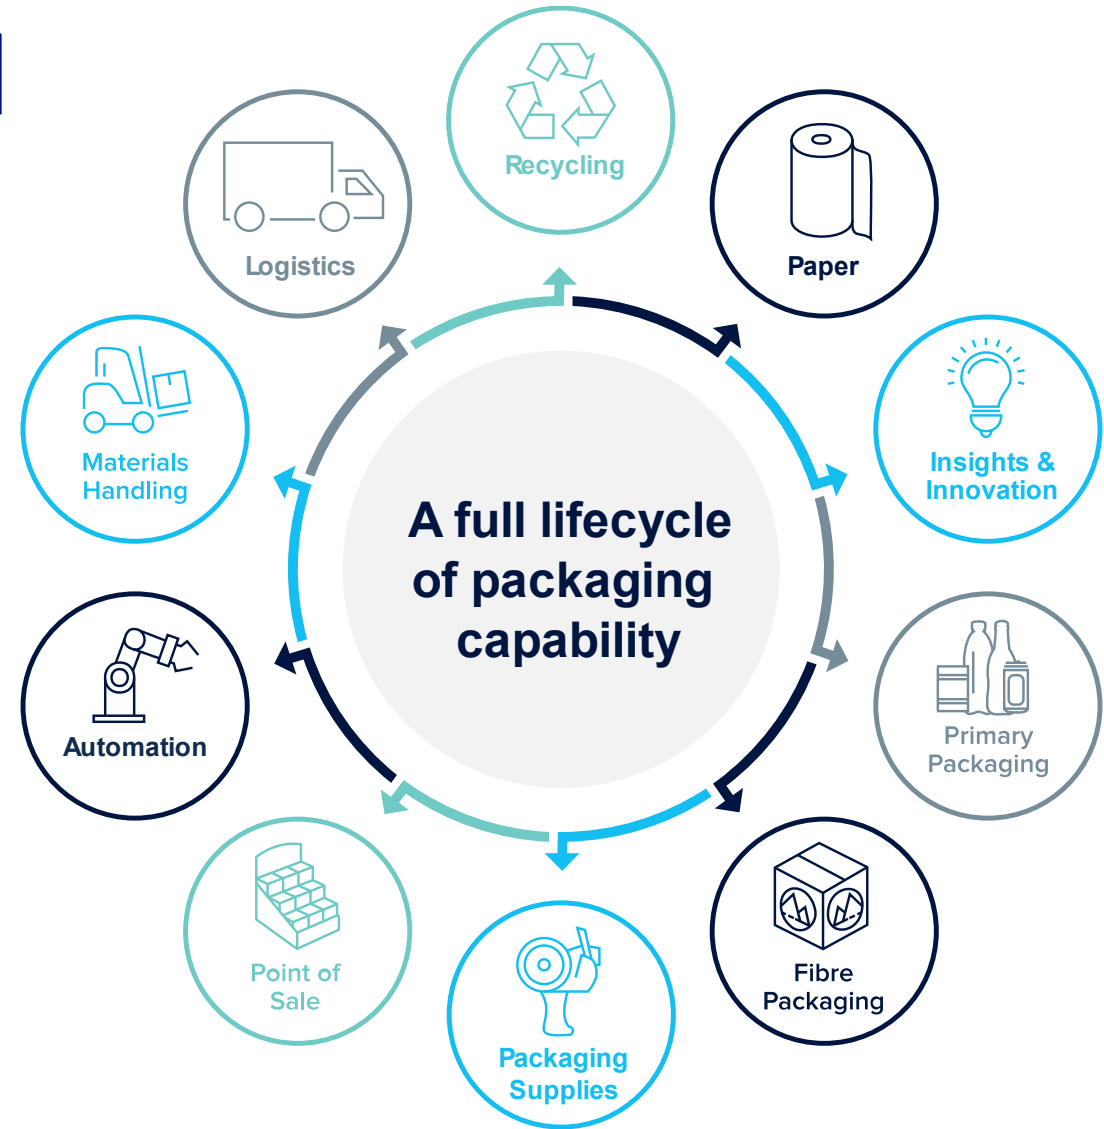 Recycling
Paper
Insights &
Innovation
Primary
Packaging
Fibre
Packaging
Packaging
Supplies
Point of
Sale
Automation
Materials
Handling
Logistics
A full lifecycle
of packaging
capability